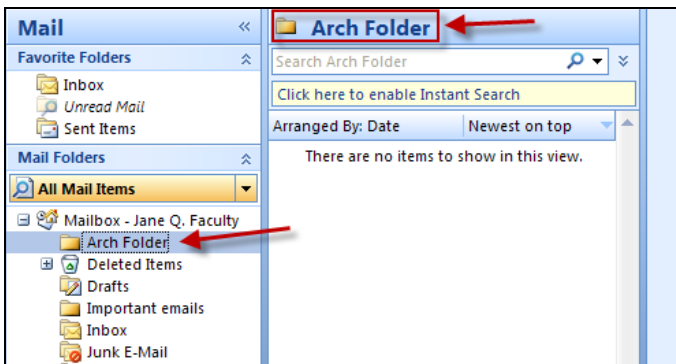 Mail
Favorite Folders
Inbox
Unread Mail
Sent Items
Mail Folders
All Mail Items
Mailbox - Jane Q. Faculty
Arch Folder
Deleted Items
Drafts
Important emails
Inbox
Junk E-Mail
Arch Folder
Search Arch Folder
Click here to enable Instant Search
Arranged By: Date Newest on top
There are no items to show in this view.